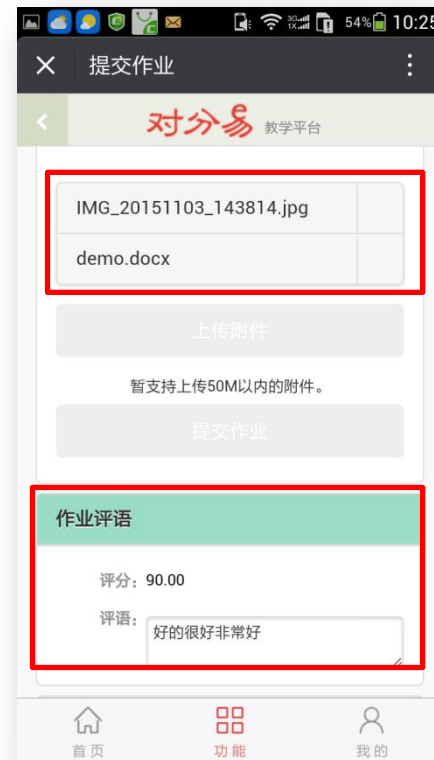 3G 1X 54% 10:25
提交作业
对分易 教学平台
IMG_20151103_143814.jpg
demo.docx
上传附件
暂支持上传50M以内的附件。
提交作业
作业评语
评分：90.00
评语：
好的很好非常好
首页 功能 我的